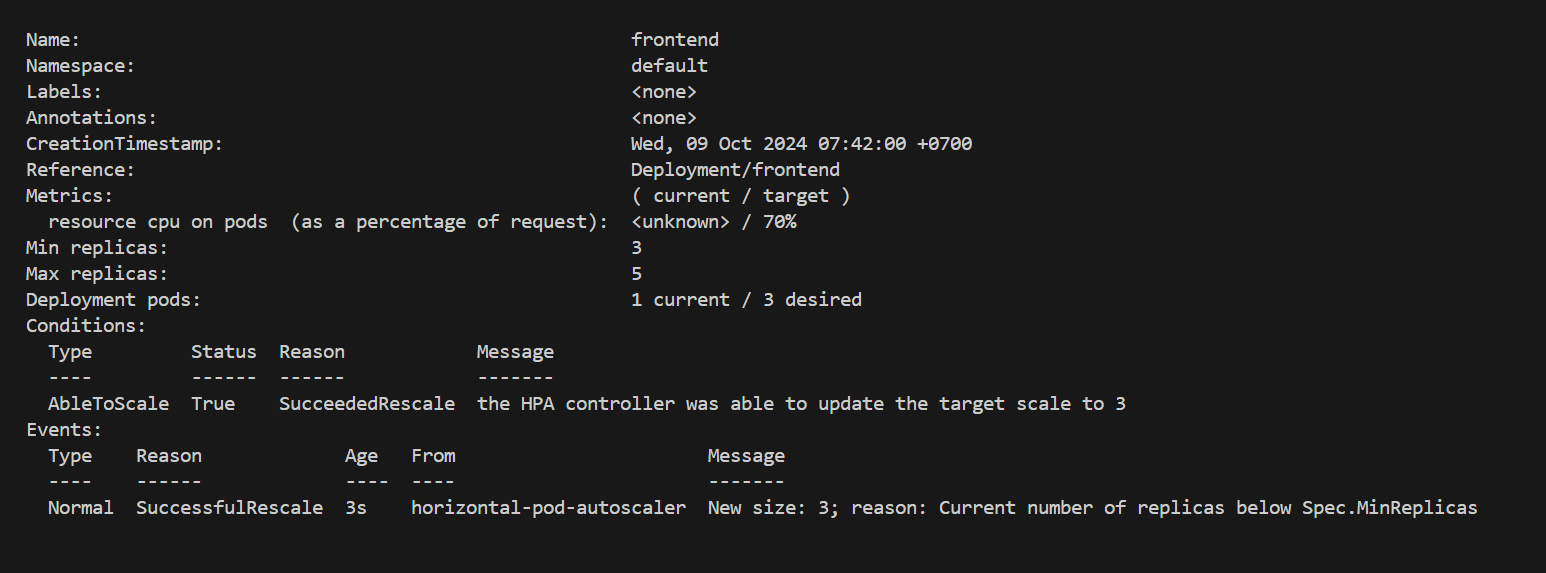 Name:                                                  frontend
Namespace:                                             default
Labels:                                                <none>
Annotations:                                           <none>
CreationTimestamp:                                     Wed, 09 Oct 2024 07:42:00 +0700
Reference:                                             Deployment/frontend
Metrics:                                               ( current / target )
  resource cpu on pods  (as a percentage of request):  <unknown> / 70%
Min replicas:                                          3
Max replicas:                                          5
Deployment pods:                                       1 current / 3 desired
Conditions:
  Type         Status  Reason            Message
  ----         ------  ------            -------
  AbleToScale  True    SucceededRescale  the HPA controller was able to update the target scale to 3
Events:
  Type    Reason             Age   From                       Message
  ----    ------             ----  ----                       -------
  Normal  SuccessfulRescale  3s    horizontal-pod-autoscaler  New size: 3; reason: Current number of replicas below Spec.MinReplicas